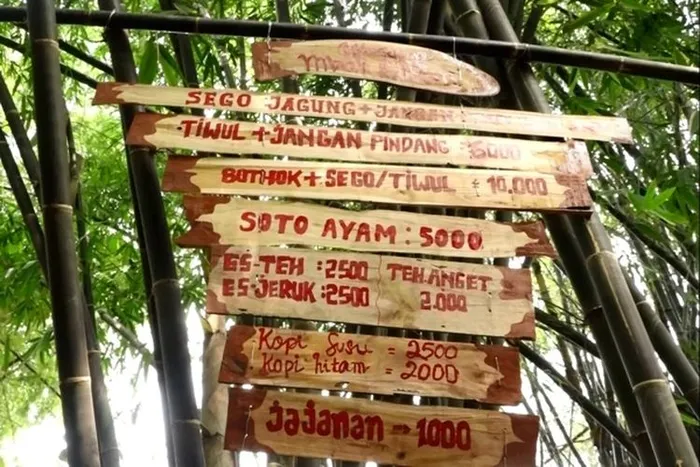 SEGO JAGUNG+JANGAN
TIWUL +JANGAN PINDANG
BOTHOK+SEGO/TIWUL : 10.000
SOTO AYAM : 5000
ES-TEH :2500 TEH.ANGET
ES-JERUK:2500 2.000
Kopi Susu = 2500
Kopi hitam = 2000
jajanan → 1000